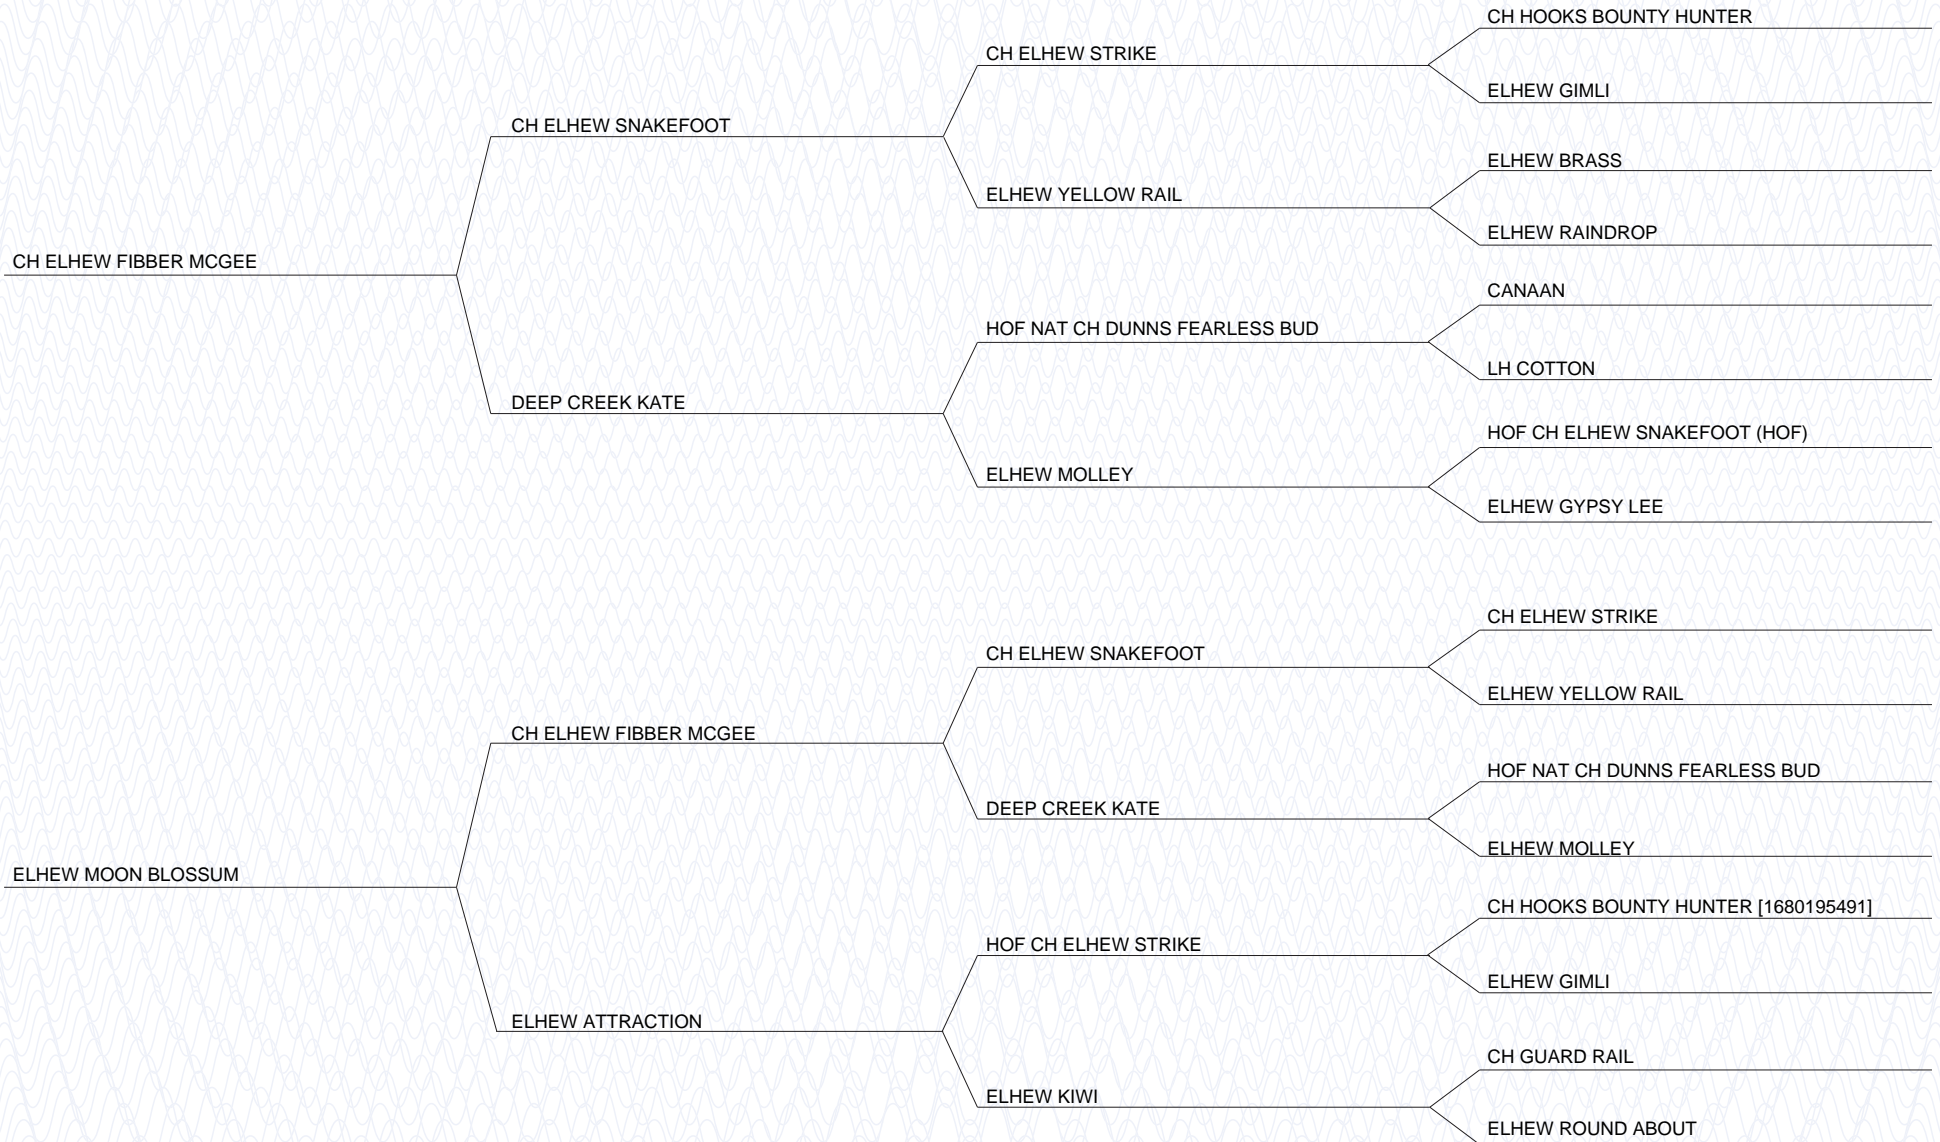 CH HOOKS BOUNTY HUNTER
CH ELHEW STRIKE
ELHEW GIMLI
CH ELHEW SNAKEFOOT
ELHEW BRASS
ELHEW YELLOW RAIL
ELHEW RAINDROP
CH ELHEW FIBBER MCGEE
CANAAN
HOF NAT CH DUNNS FEARLESS BUD
LH COTTON
DEEP CREEK KATE
HOF CH ELHEW SNAKEFOOT (HOF)
ELHEW MOLLEY
ELHEW GYPSY LEE
CH ELHEW STRIKE
CH ELHEW SNAKEFOOT
ELHEW YELLOW RAIL
CH ELHEW FIBBER MCGEE
HOF NAT CH DUNNS FEARLESS BUD
DEEP CREEK KATE
ELHEW MOLLEY
ELHEW MOON BLOSSUM
CH HOOKS BOUNTY HUNTER [1680195491]
HOF CH ELHEW STRIKE
ELHEW GIMLI
ELHEW ATTRACTION
CH GUARD RAIL
ELHEW KIWI
ELHEW ROUND ABOUT